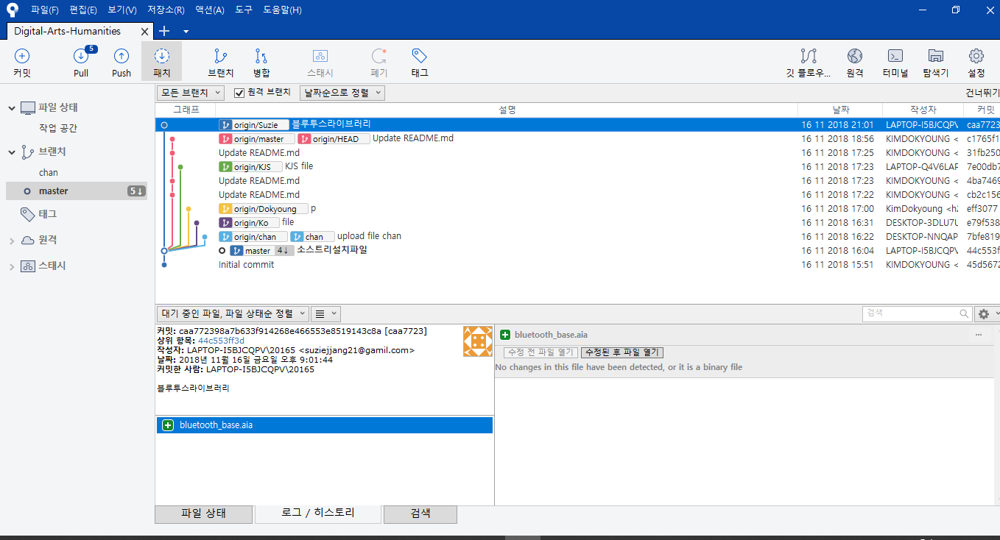 파일(F) 편집(E) 보기(V) 저장소(R) 액션(A) 도구 도움말(H)
Digital-Arts-Humanities
5
커밋 Pull Push 패치 브랜치 병합 스태시 폐기 태그 깃 플로우... 원격 터미널 탐색기 설정
모든 브랜치 원격 브랜치 날짜순으로 정렬 건너뛰기
파일 상태
작업 공간
브랜치
chan
master 5↓
태그
원격
스태시
그래프 설명 날짜 작성자 커밋
origin/Suzie 블루투스라이브러리 16 11 2018 21:01 LAPTOP-I5BJCQPV\ caa7723
origin/master origin/HEAD Update README.md 16 11 2018 18:56 KIMDOKYOUNG < c1765f1
Update README.md 16 11 2018 17:25 KIMDOKYOUNG < 31fb250
origin/KJS KJS file 16 11 2018 17:23 LAPTOP-Q4V6LAP 7e00db7
Update README.md 16 11 2018 17:23 KIMDOKYOUNG < 4ba7469
Update README.md 16 11 2018 17:22 KIMDOKYOUNG < cb2c156
origin/Dokyoung p 16 11 2018 17:00 KimDokyoung <h2 eff3077
origin/Ko file 16 11 2018 16:31 DESKTOP-3DLU7U e79f538
origin/chan chan upload file chan 16 11 2018 16:22 DESKTOP-NNQAP 7bfe819
master 4↓ 소스트리설치파일 16 11 2018 16:04 LAPTOP-I5BJCQPV\ 44c553f
Initial commit 16 11 2018 15:51 KIMDOKYOUNG < 45d5672
대기 중인 파일, 파일 상태순 정렬 검색
커밋: caa772398a7b633f914268e466553e8519143c8a [caa7723]
상위 항목: 44c553ff3d
작성자: LAPTOP-I5BJCQPV\20165 <suziejjang21@gamil.com>
날짜: 2018년 11월 16일 금요일 오후 9:01:44
커밋한 사람: LAPTOP-I5BJCQPV\20165
블루투스라이브러리
bluetooth_base.aia
bluetooth_base.aia ...
수정 전 파일 열기 수정된 후 파일 열기
No changes in this file have been detected, or it is a binary file
파일 상태 로그 / 히스토리 검색